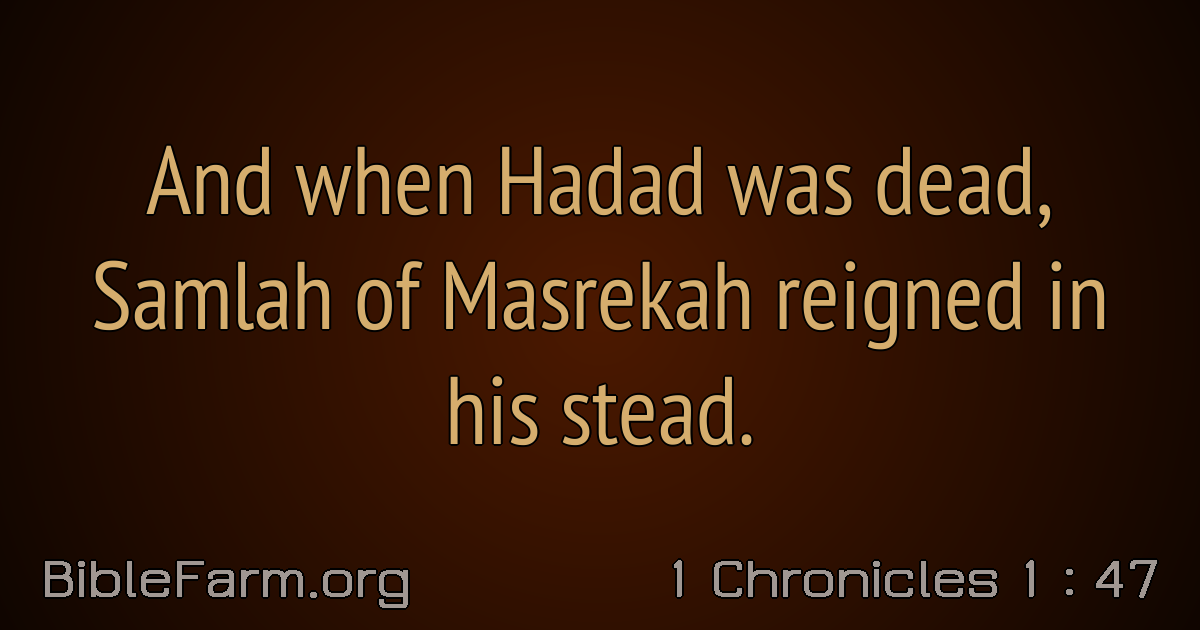 And when Hadad was dead,
Samlah of Masrekah reigned in
his stead.
BibleFarm.org
1 Chronicles 1 : 47